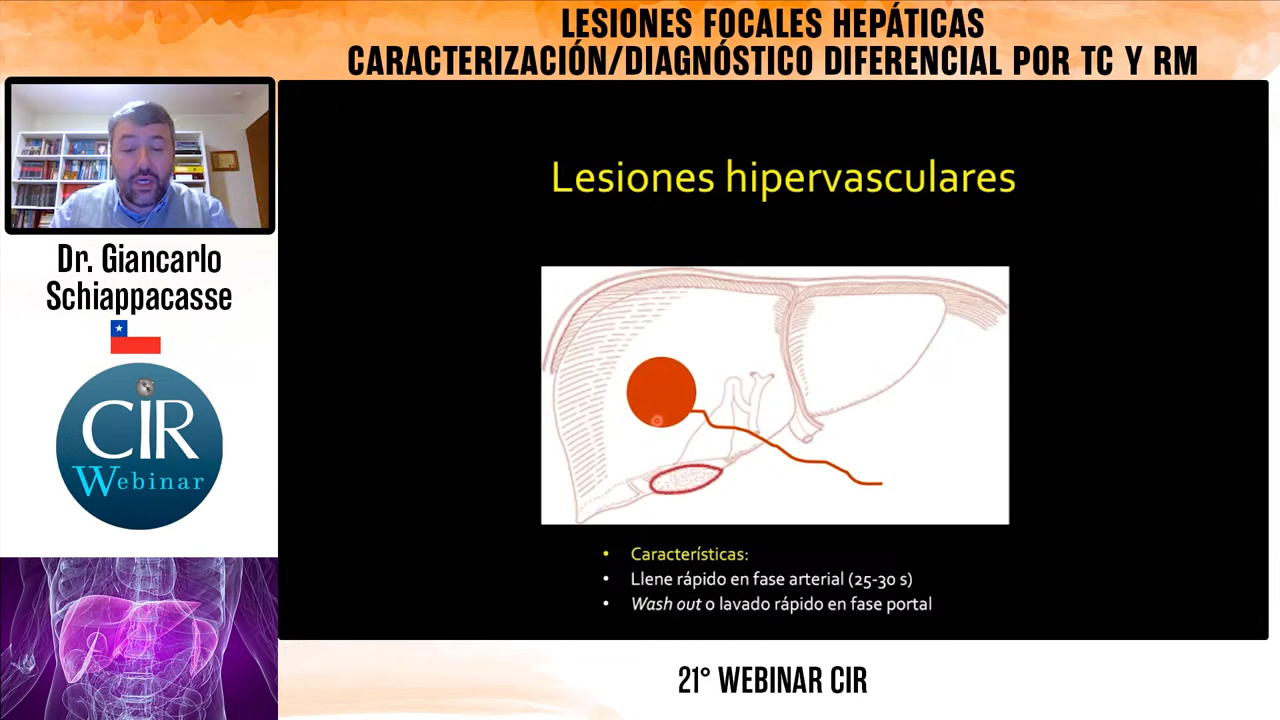 LESIONES FOCALES HEPÁTICAS
CARACTERIZACIÓN/DIAGNÓSTICO DIFERENCIAL POR TC Y RM
Dr. Giancarlo
Schiappacasse
CIR
Webinar
Lesiones hipervasculares
• Características:
• Llene rápido en fase arterial (25-30 s)
• Wash out o lavado rápido en fase portal
21° WEBINAR CIR